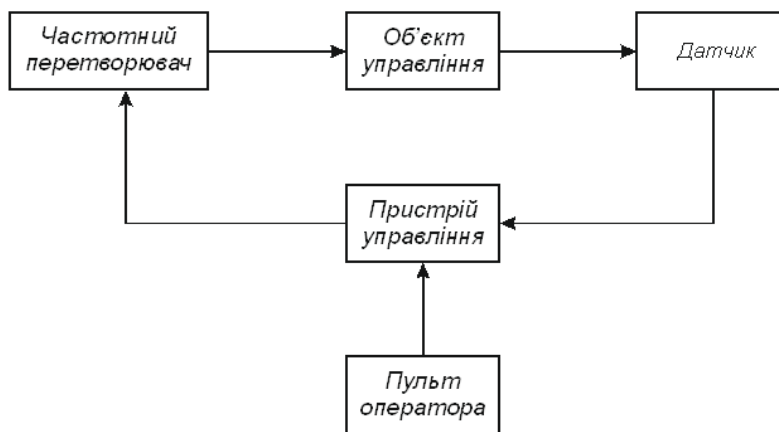 Частотний
перетворювач
Об'єкт
управління
Датчик
Пристрій
управління
Пульт
оператора